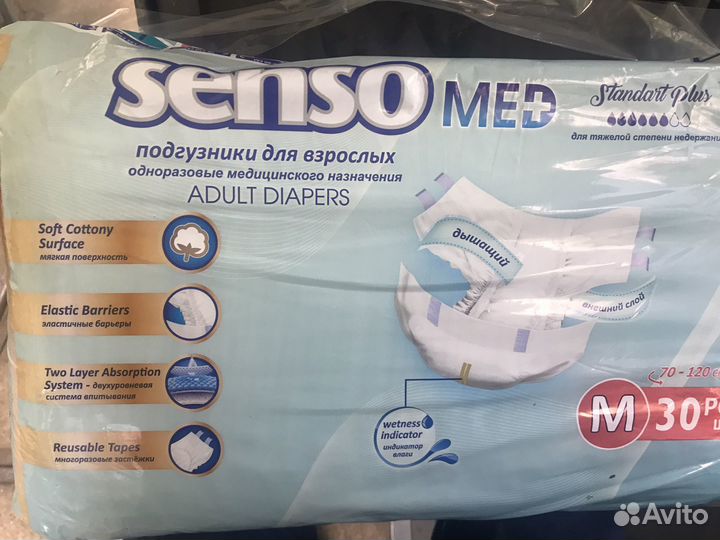 senso MED
Standart Plus
для тяжелой степени недержан
подгузники для взрослых
одноразовые медицинского назначения
ADULT DIAPERS
Soft Cottony
Surface
мягкая поверхность
дышащий
внешний слой
Elastic Barriers
эластичные барьеры
Two Layer Absorption
System - двухуровневая
система впитывания
70 - 120 c
M 30
wetness
indicator
индикатор
влаги
Reusable Tapes
многоразовые застёжки
Avito